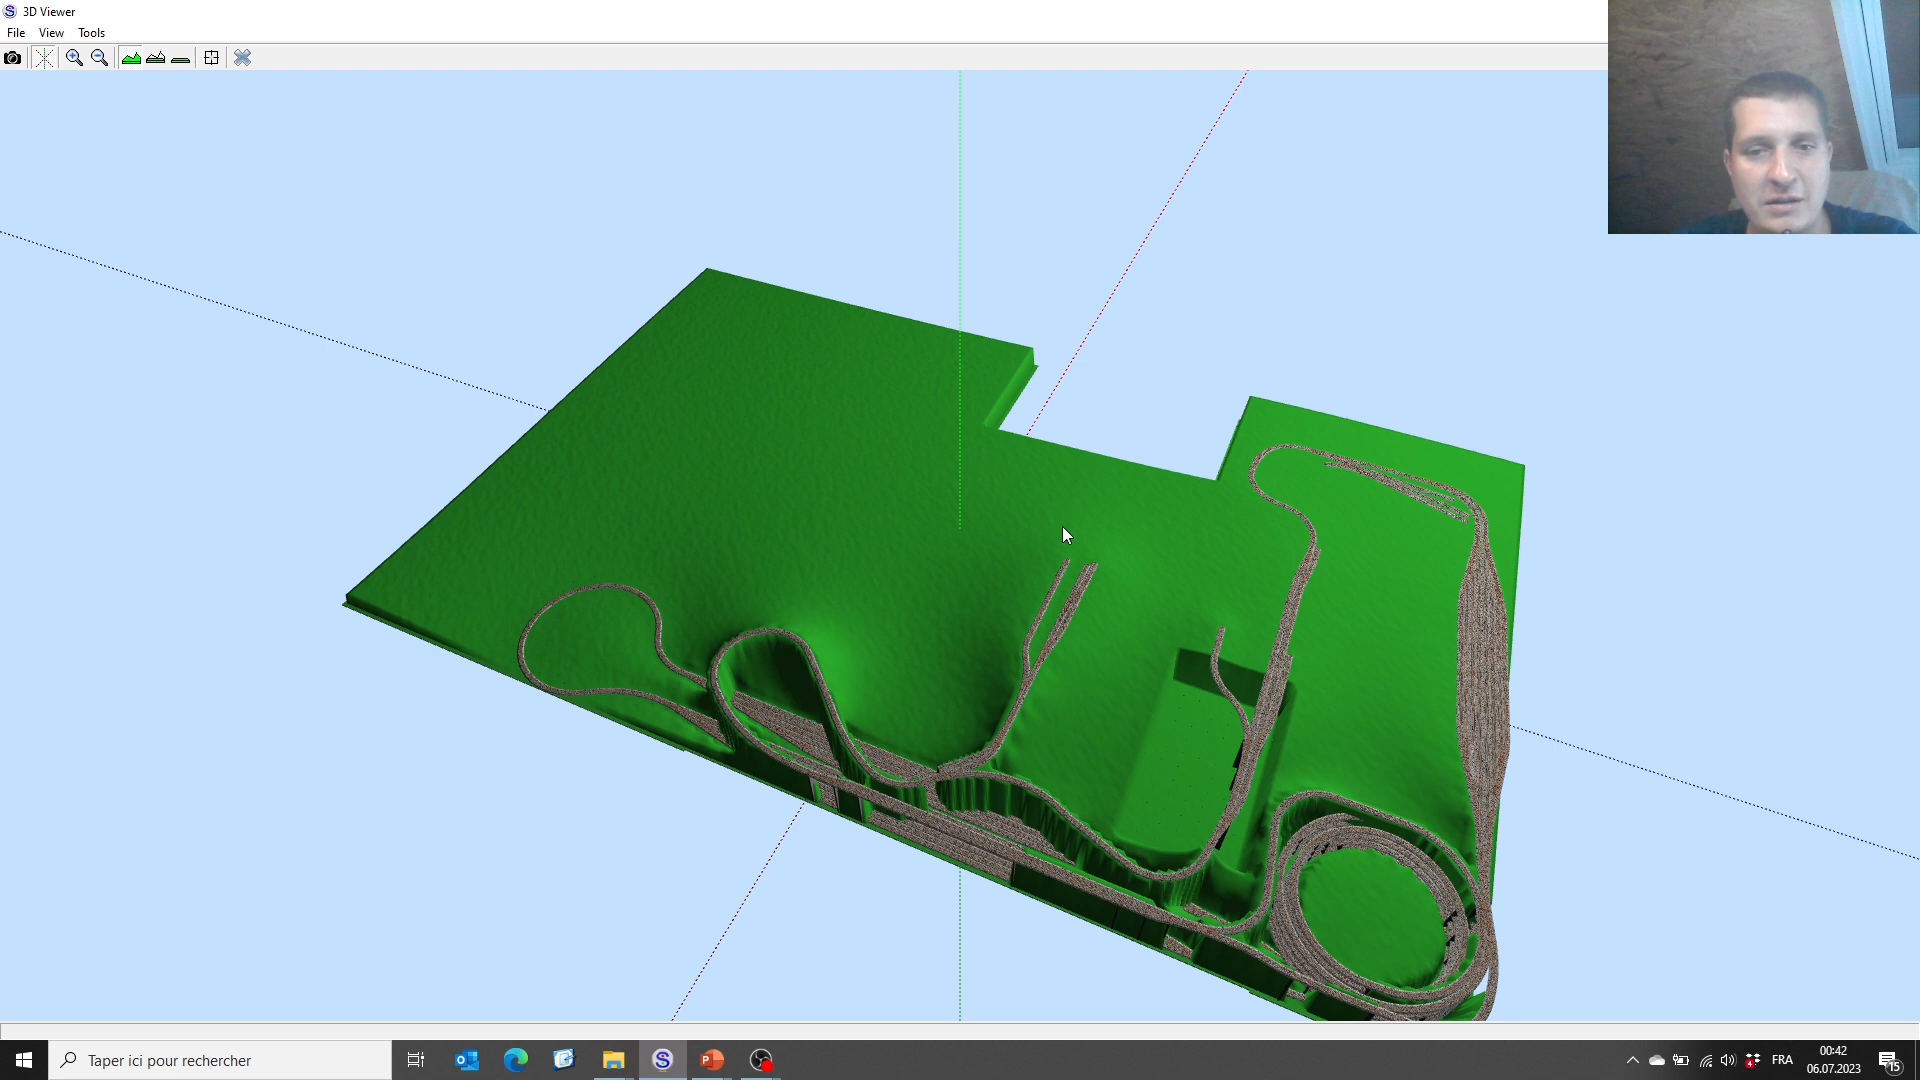 S 3D Viewer
File View Tools
Taper ici pour rechercher
S
P
FRA
00:42
06.07.2023
15